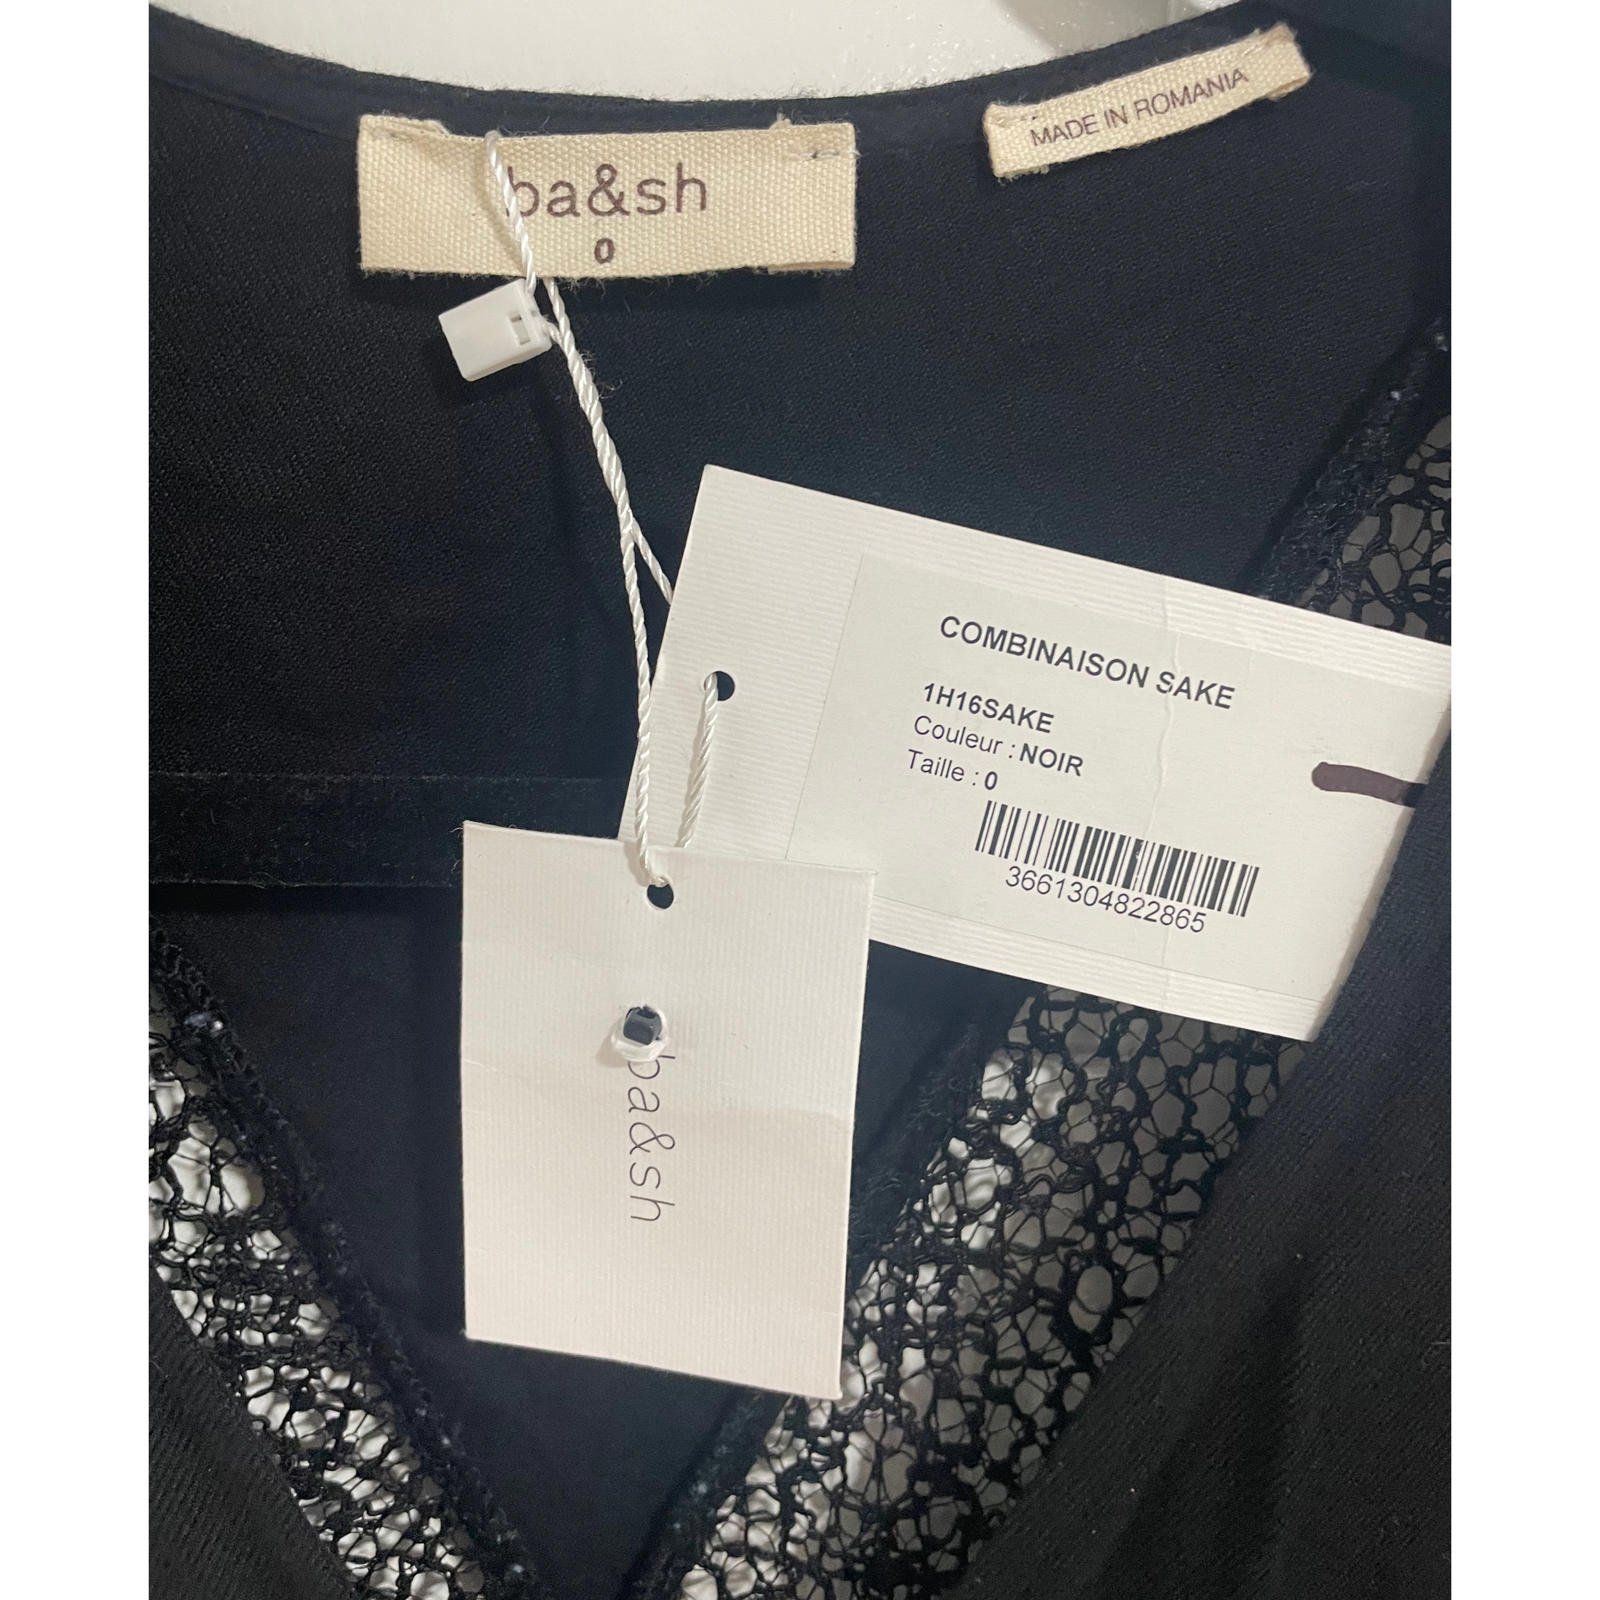 ba&sh
0
MADE IN ROMANIA
COMBINAISON SAKE
1H16SAKE
Couleur : NOIR
Taille : 0
3661304822865
ba&sh